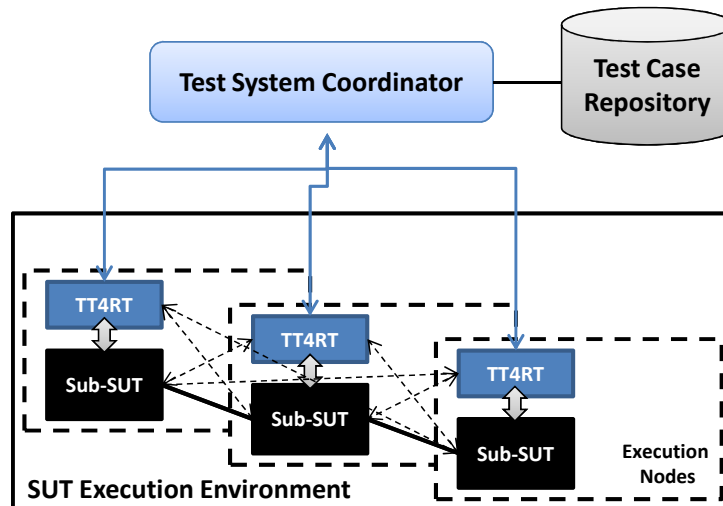 Test System Coordinator
Test Case
Repository
TT4RT
Sub-SUT
TT4RT
Sub-SUT
TT4RT
Sub-SUT
Execution
Nodes
SUT Execution Environment